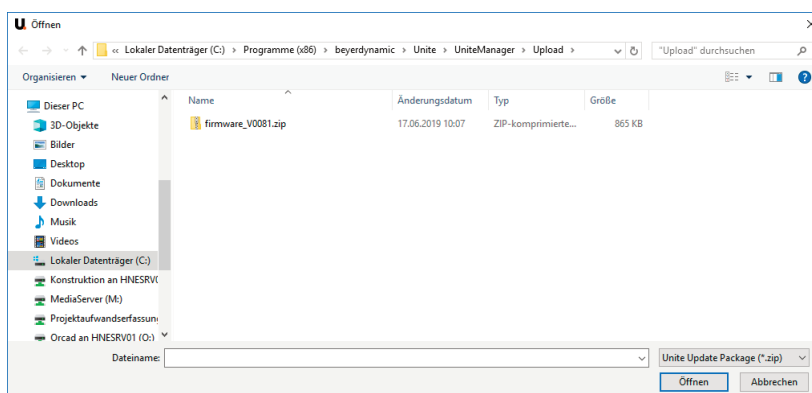 U. Öffnen
« Lokaler Datenträger (C:) > Programme (x86) > beyerdynamic > Unite > UniteManager > Upload >
"Upload" durchsuchen
Organisieren
Neuer Ordner
Name
Änderungsdatum
Typ
Größe
firmware_V0081.zip
17.06.2019 10:07
ZIP-komprimierte...
865 KB
Dieser PC
3D-Objekte
Bilder
Desktop
Dokumente
Downloads
Musik
Videos
Lokaler Datenträger (C:)
Konstruktion an
MediaServer (M:)
Projektaufwandserfassung
Orcad an HNESRV01 (O:)
Dateiname:
Unite Update Package (*.zip)
Öffnen
Abbrechen